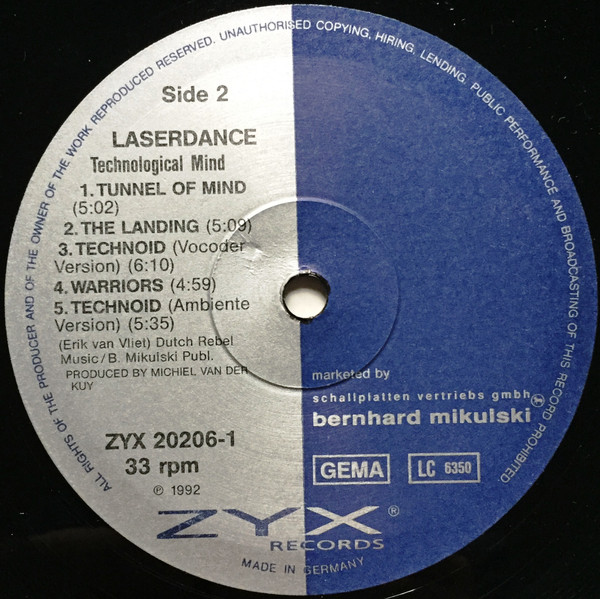 ALL RIGHTS OF THE PRODUCER AND OF THE OWNER OF THE WORK REPRODUCED RESERVED. UNAUTHORISED COPYING, HIRING, LENDING, PUBLIC PERFORMANCE AND BROADCASTING OF THIS RECORD PROHIBITED
Side 2
LASERDANCE
Technological Mind
1. TUNNEL OF MIND
(5:02)
2. THE LANDING (5:09)
3. TECHNOID (Vocoder
Version) (6:10)
4. WARRIORS (4:59)
5. TECHNOID (Ambiente
Version) (5:35)
(Erik van Vliet) Dutch Rebel
Music / B. Mikulski Publ.
PRODUCED BY MICHIEL VAN DER
KUY
marketed by
schallplatten vertriebs gmbh
bernhard mikulski
ZYX 20206-1
33 rpm
GEMA
LC 6350
℗ 1992
ZYX®
RECORDS
MADE IN GERMANY